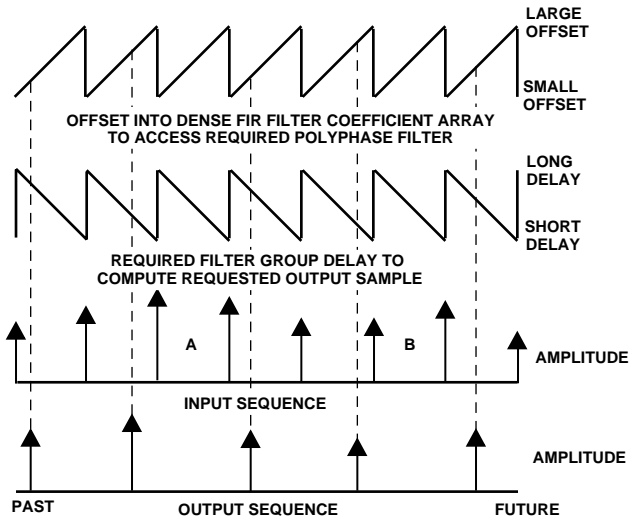 LARGE
OFFSET
SMALL
OFFSET
OFFSET INTO DENSE FIR FILTER COEFFICIENT ARRAY
TO ACCESS REQUIRED POLYPHASE FILTER
LONG
DELAY
SHORT
DELAY
REQUIRED FILTER GROUP DELAY TO
COMPUTE REQUESTED OUTPUT SAMPLE
A
B
AMPLITUDE
INPUT SEQUENCE
AMPLITUDE
PAST
OUTPUT SEQUENCE
FUTURE